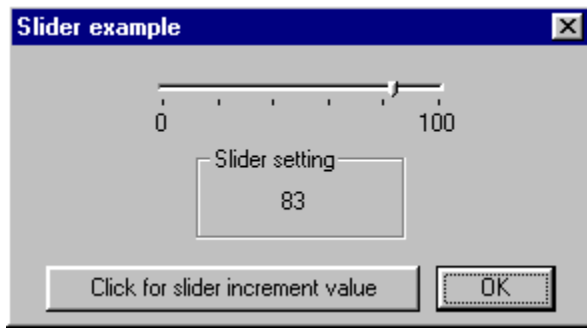 Slider example
0 100
Slider setting
83
Click for slider increment value OK